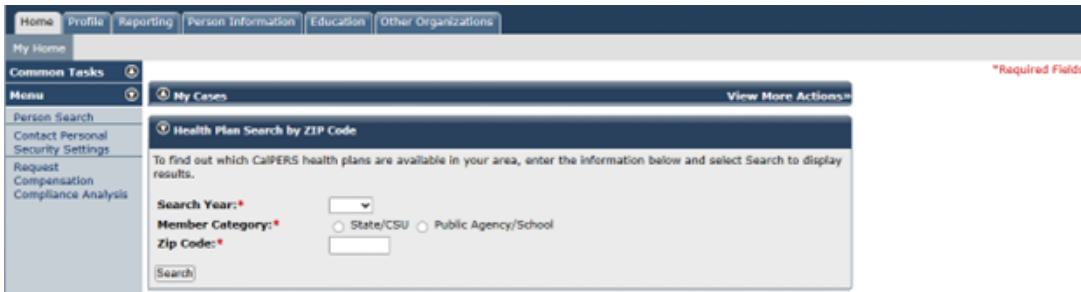 Home Profile Reporting Person Information Education Other Organizations
My Home
Common Tasks
*Required Fields
Menu
My Cases View More Actions»
Person Search
Contact Personal
Security Settings
Request
Compensation
Compliance Analysis
Health Plan Search by ZIP Code
To find out which CalPERS health plans are available in your area, enter the information below and select Search to display
results.
Search Year:*
Member Category:* State/CSU Public Agency/School
Zip Code:*
Search